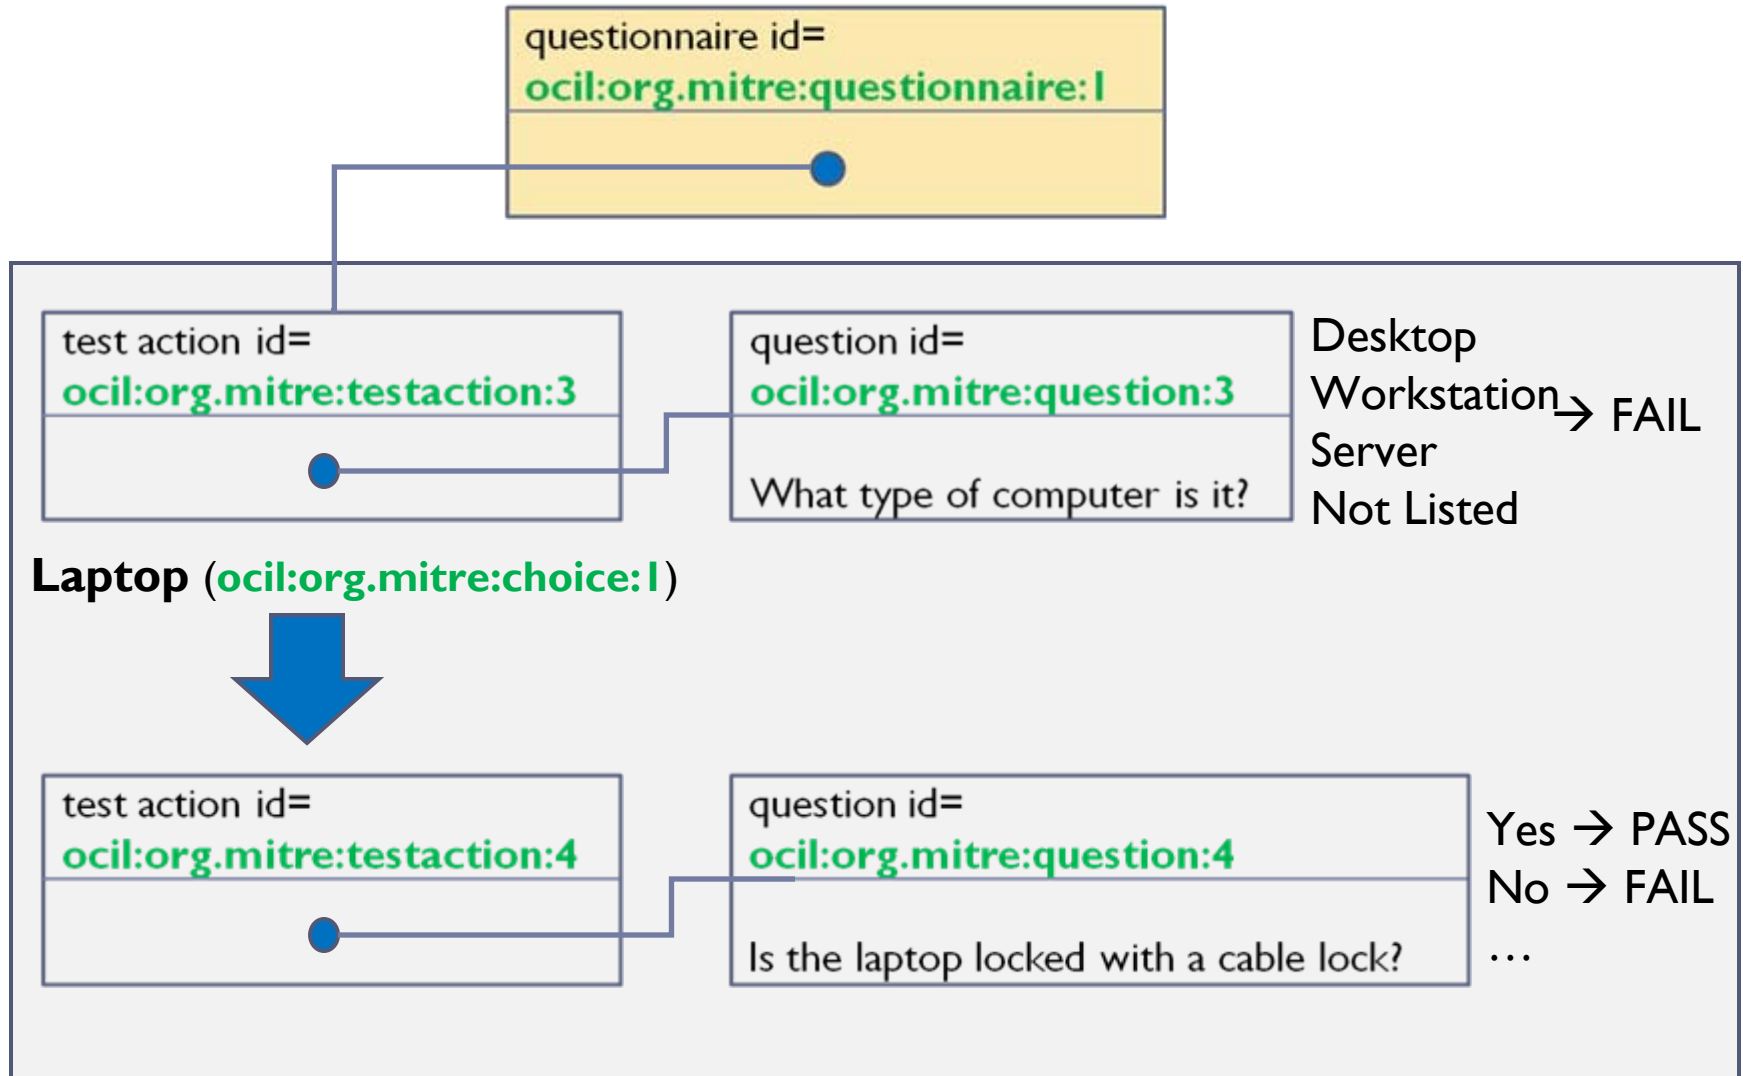 questionnaire id=
ocil:org.mitre:questionnaire:1
test action id=
ocil:org.mitre:testaction:3
question id=
ocil:org.mitre:question:3
What type of computer is it?
Desktop
Workstation
→ FAIL
Server
Not Listed
Laptop (ocil:org.mitre:choice:1)
test action id=
ocil:org.mitre:testaction:4
question id=
ocil:org.mitre:question:4
Is the laptop locked with a cable lock?
Yes → PASS
No → FAIL
…